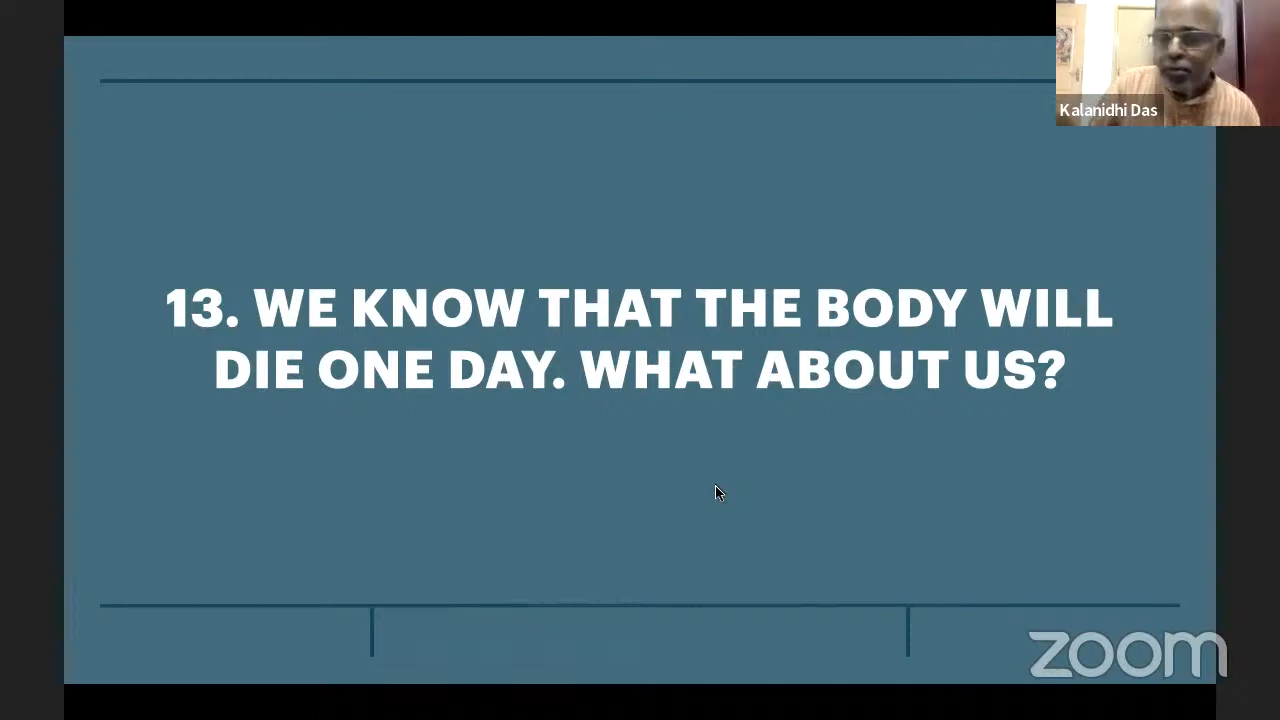 Kalanidhi Das
13. WE KNOW THAT THE BODY WILL
DIE ONE DAY. WHAT ABOUT US?
zoom